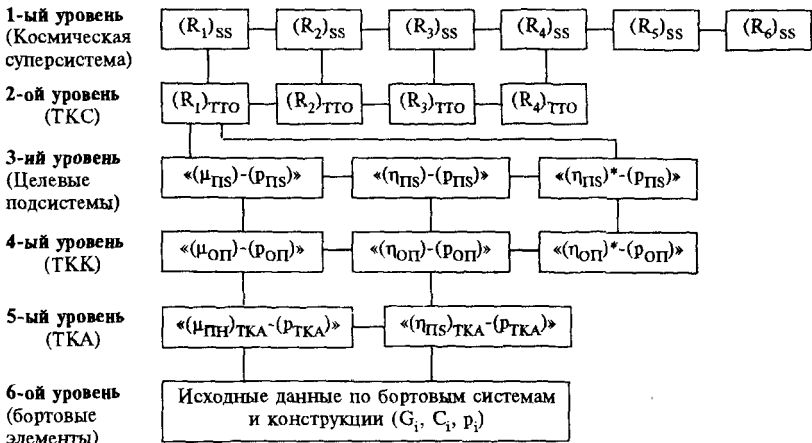 1-ый уровень
(Космическая
суперсистема)
(R₁)SS (R₂)SS (R₃)SS (R₄)SS (R₅)SS (R₆)SS
2-ой уровень
(ТКС)
(R₁)ТТО (R₂)ТТО (R₃)ТТО (R₄)ТТО
3-ий уровень
(Целевые
подсистемы)
«(μПS)-(pПS)» «(ηПS)-(pПS)» «(ηПS)*-(pПS)»
4-ый уровень
(ТКК)
«(μОП)-(pОП)» «(ηОП)-(pОП)» «(ηОП)*-(pОП)»
5-ый уровень
(ТКА)
«(μПН)ТКА-(pТКА)» «(ηПS)ТКА-(pТКА)»
6-ой уровень
(бортовые
элементы)
Исходные данные по бортовым системам
и конструкции (Gᵢ, Cᵢ, pᵢ)